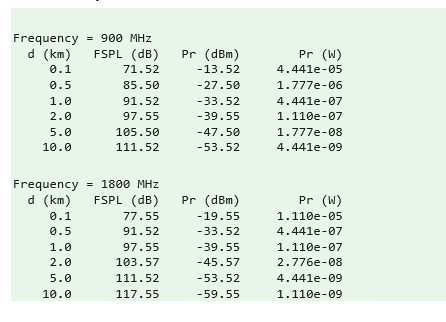 Frequency = 900 MHz
d (km) FSPL (dB) Pr (dBm) Pr (W)
0.1 71.52 -13.52 4.441e-05
0.5 85.50 -27.50 1.777e-06
1.0 91.52 -33.52 4.441e-07
2.0 97.55 -39.55 1.110e-07
5.0 105.50 -47.50 1.777e-08
10.0 111.52 -53.52 4.441e-09
Frequency = 1800 MHz
d (km) FSPL (dB) Pr (dBm) Pr (W)
0.1 77.55 -19.55 1.110e-05
0.5 91.52 -33.52 4.441e-07
1.0 97.55 -39.55 1.110e-07
2.0 103.57 -45.57 2.776e-08
5.0 111.52 -53.52 4.441e-09
10.0 117.55 -59.55 1.110e-09